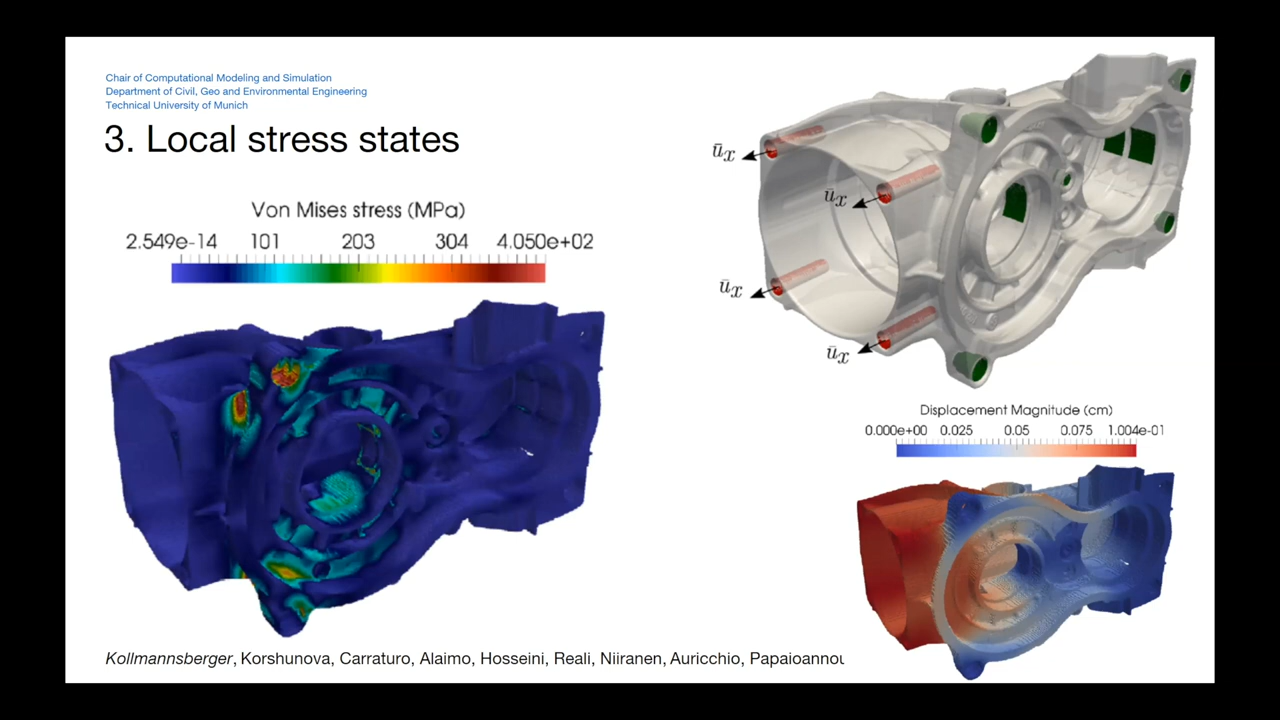 Chair of Computational Modeling and Simulation
Department of Civil, Geo and Environmental Engineering
Technical University of Munich
3. Local stress states
Von Mises stress (MPa)
2.549e-14 101 203 304 4.050e+02
ūx
ūx
ūx
ūx
Displacement Magnitude (cm)
0.000e+00 0.025 0.05 0.075 1.004e-01
Kollmannsberger, Korshunova, Carraturo, Alaimo, Hosseini, Reali, Niiranen, Auricchio, Papaioannou